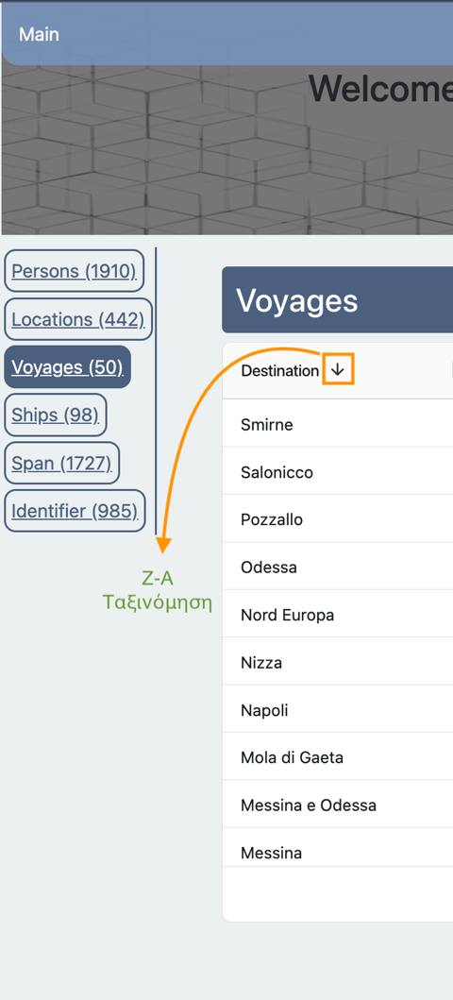 Main
Welcome
Persons (1910)
Locations (442)
Voyages (50)
Ships (98)
Span (1727)
Identifier (985)
Voyages
Destination
Smirne
Salonicco
Pozzallo
Odessa
Nord Europa
Nizza
Napoli
Mola di Gaeta
Messina e Odessa
Messina
Z-A
Ταξινόμηση